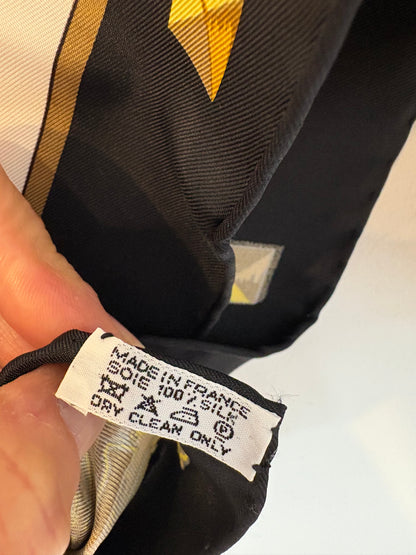 MADE IN FRANCE
SOIE 100% SILK
P
DRY CLEAN ONLY